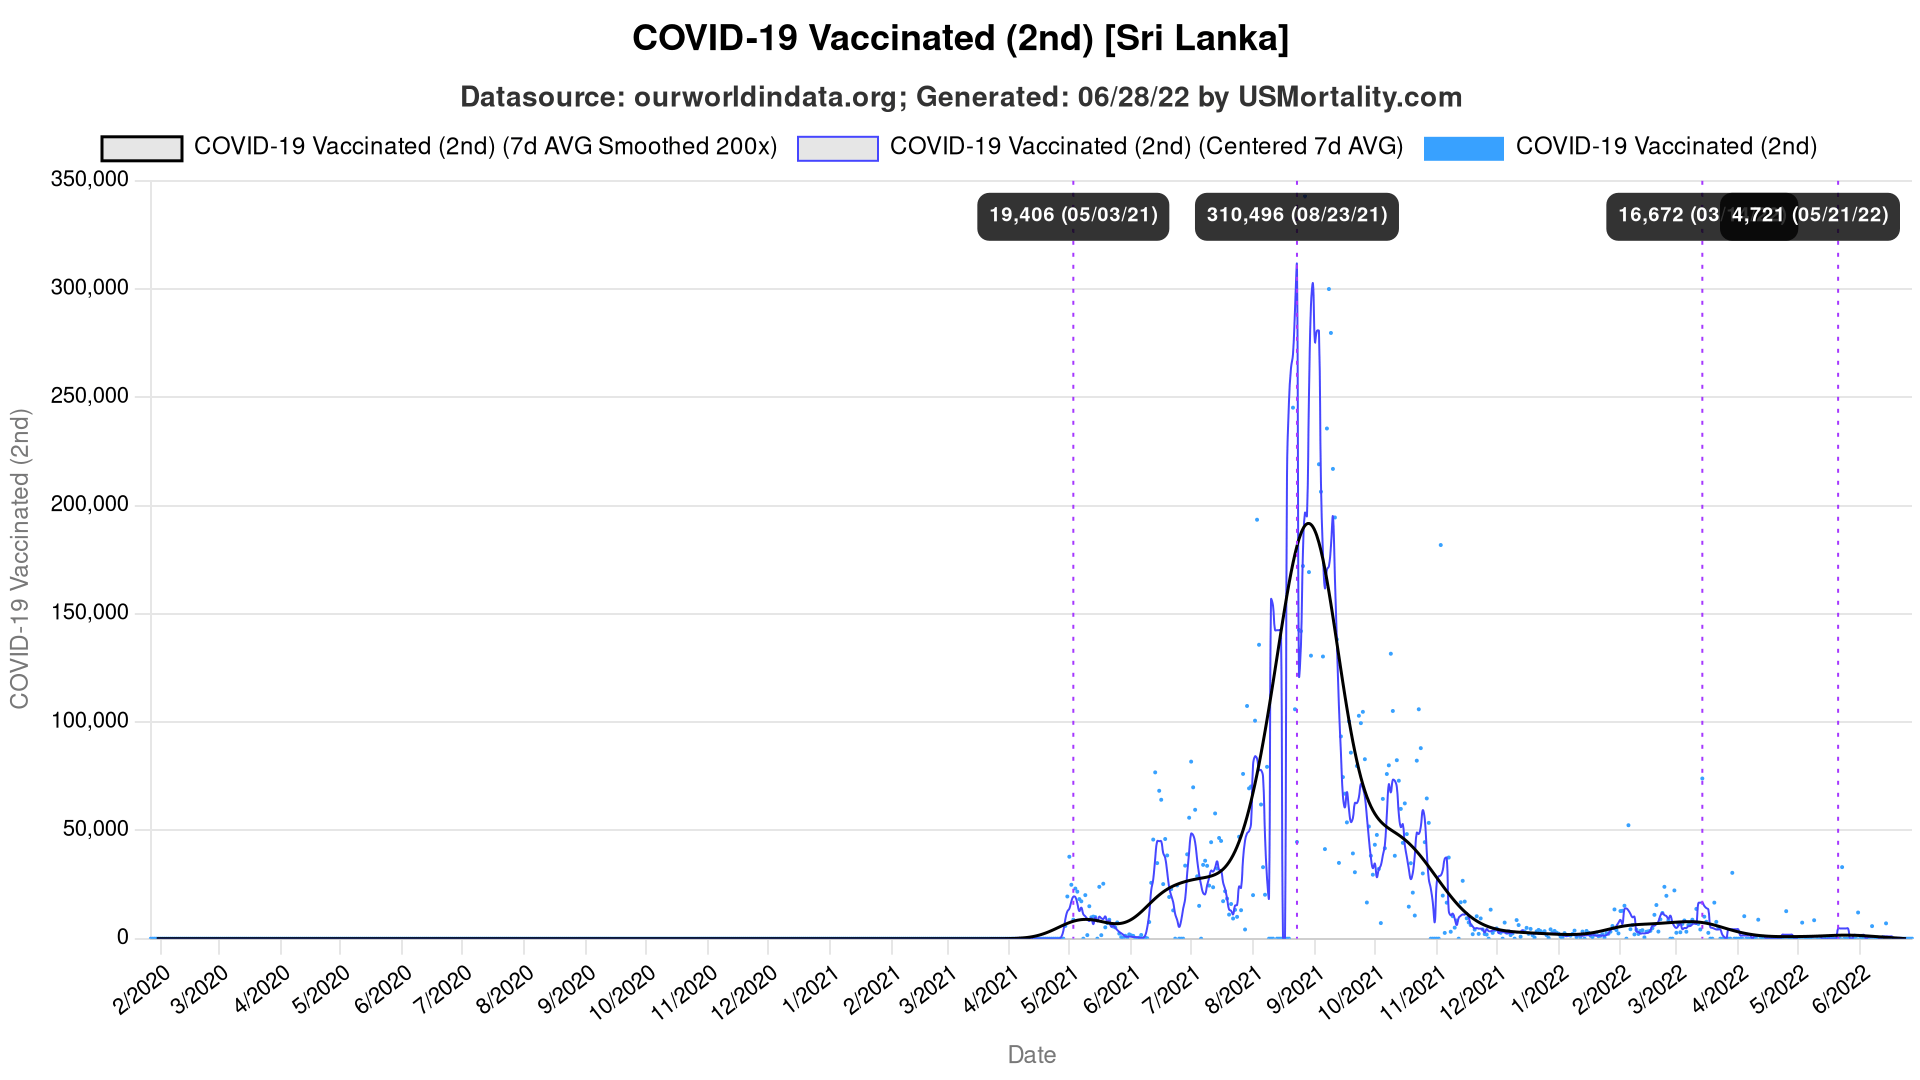 COVID-19 Vaccinated (2nd) [Sri Lanka]
Datasource: ourworldindata.org; Generated: 06/28/22 by USMortality.com
COVID-19 Vaccinated (2nd) (7d AVG Smoothed 200x) COVID-19 Vaccinated (2nd) (Centered 7d AVG) COVID-19 Vaccinated (2nd)
350,000
19,406 (05/03/21) 310,496 (08/23/21) 16,672 (03/ 4,721 (05/21/22)
300,000
250,000
200,000
150,000
100,000
50,000
0
COVID-19 Vaccinated (2nd)
2/2020 3/2020 4/2020 5/2020 6/2020 7/2020 8/2020 9/2020 10/2020 11/2020 12/2020 1/2021 2/2021 3/2021 4/2021 5/2021 6/2021 7/2021 8/2021 9/2021 10/2021 11/2021 12/2021 1/2022 2/2022 3/2022 4/2022 5/2022 6/2022
Date